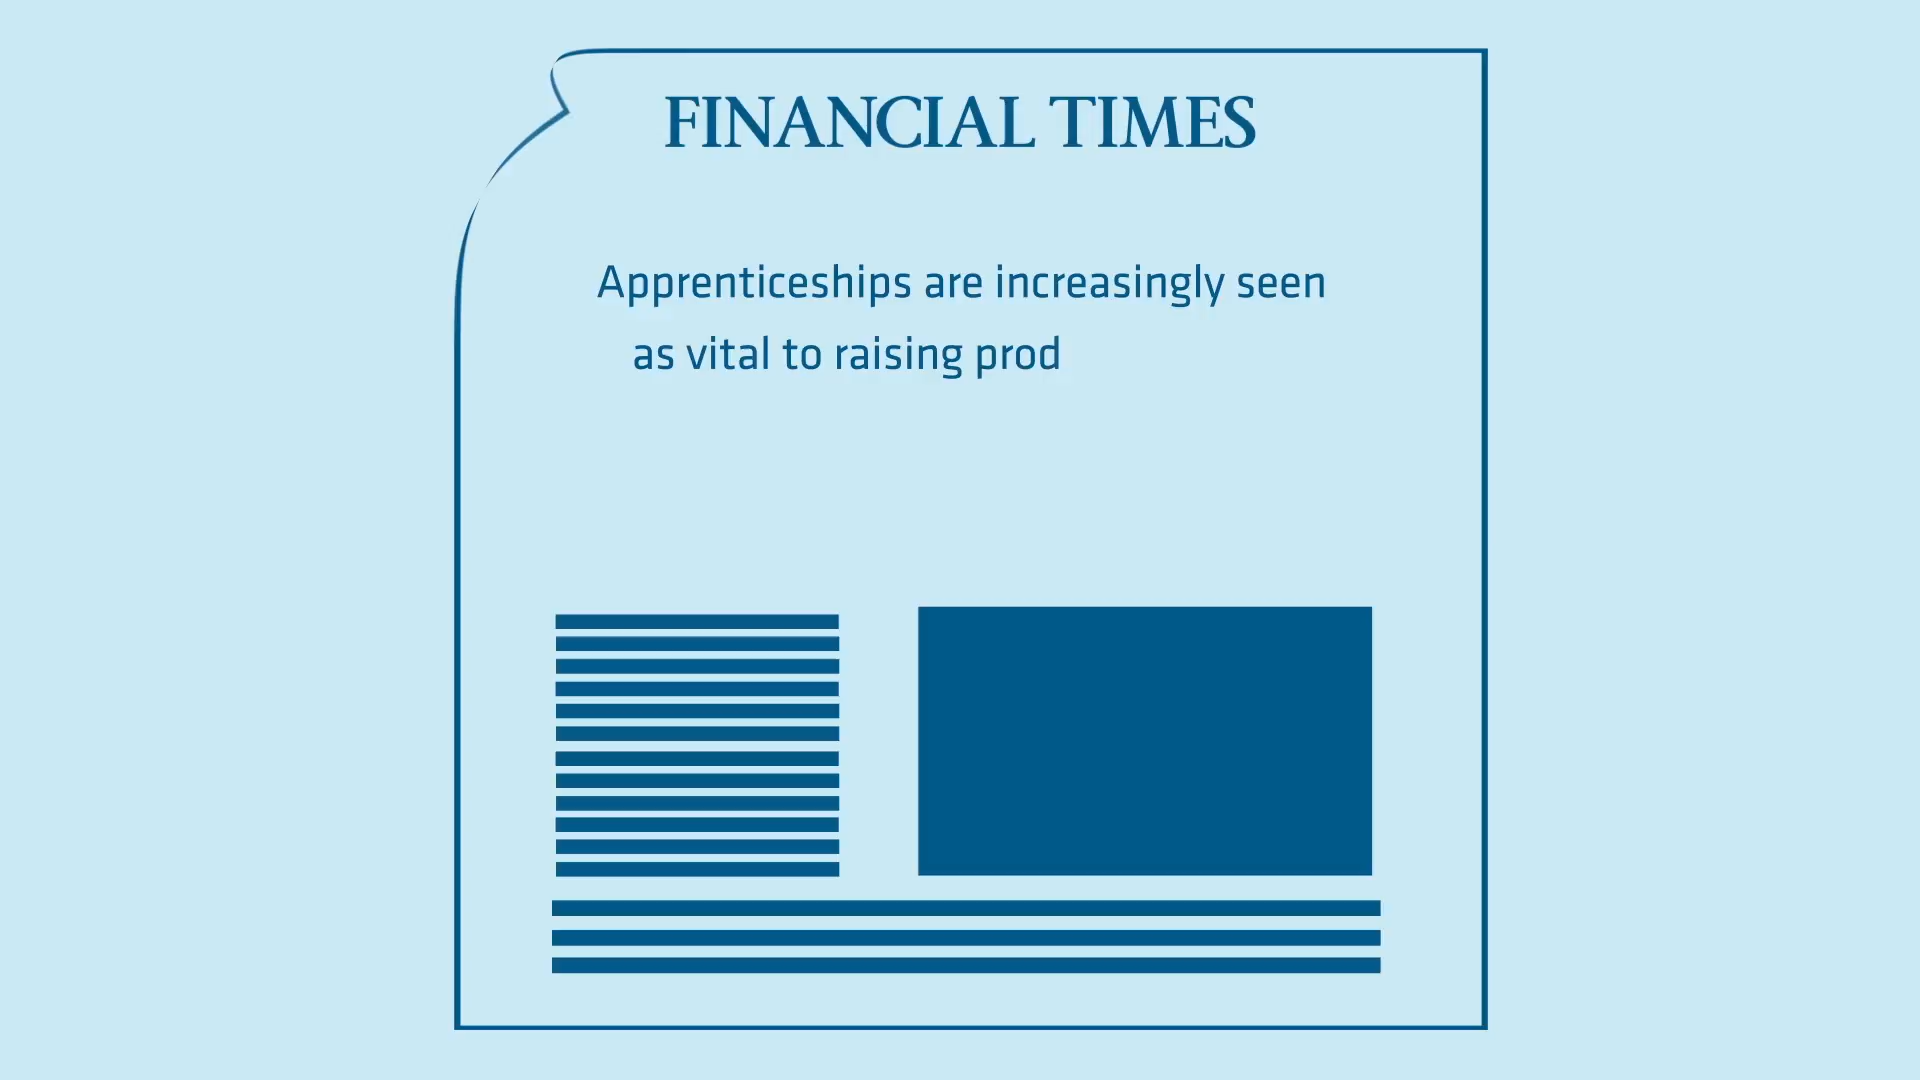 FINANCIAL TIMES
Apprenticeships are increasingly seen
as vital to raising prod